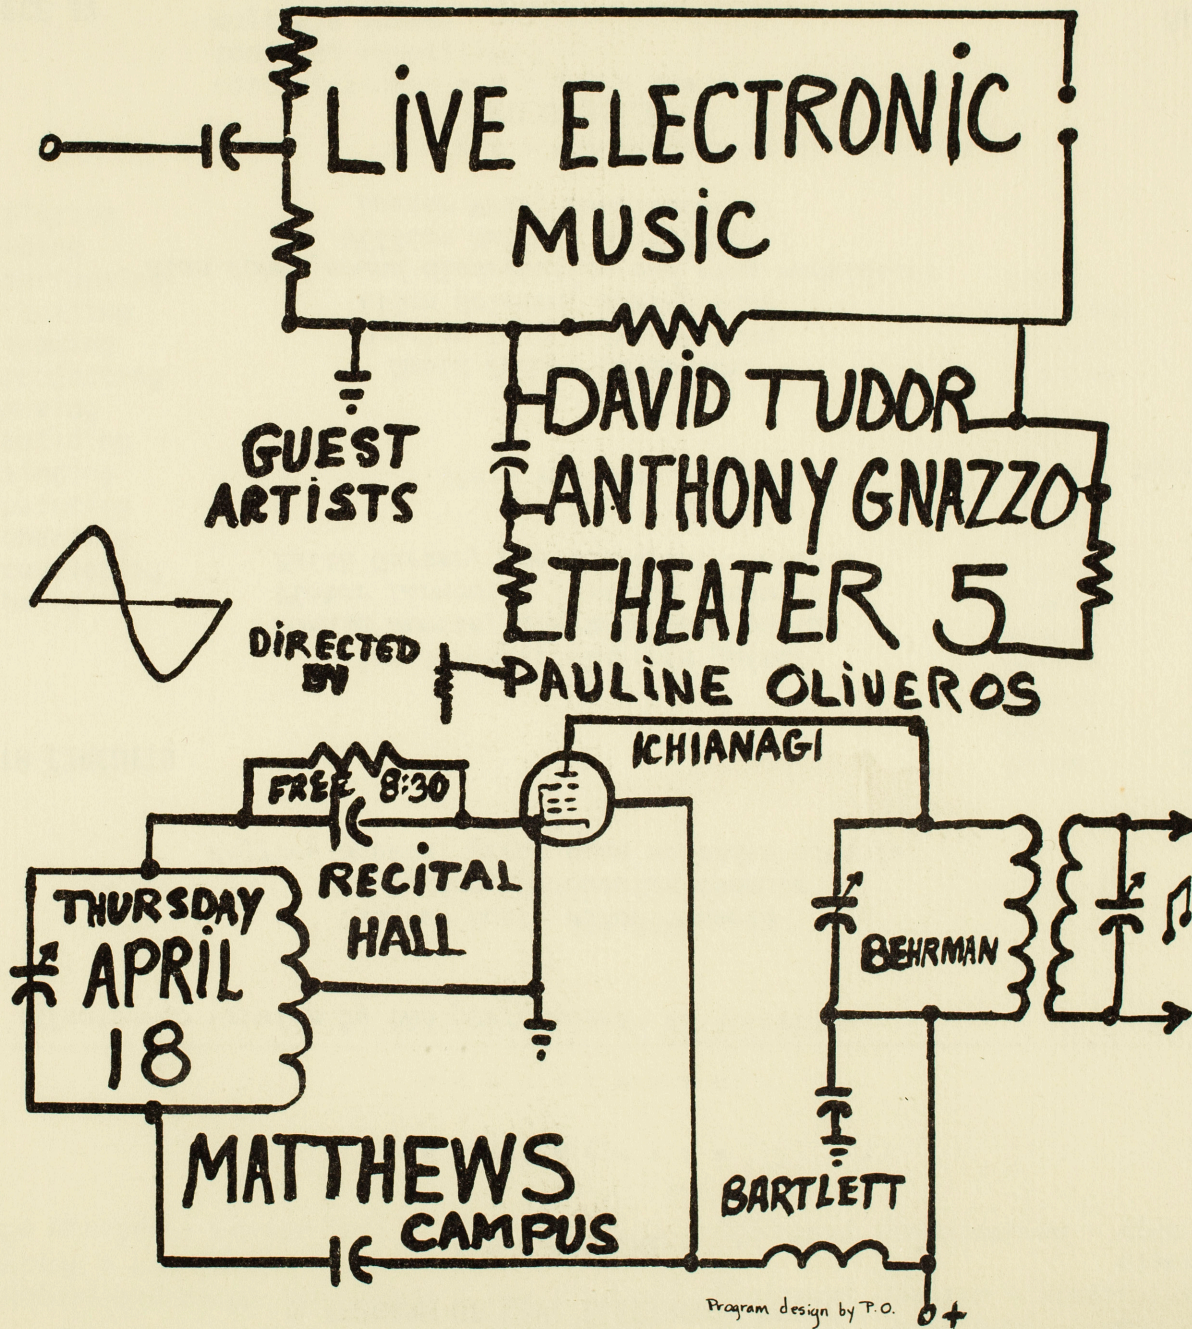 LiVE ELECTRONiC
MUSiC
GUEST
ARTiSTS
DAViD TUDOR
ANTHONY GNAZZO
THEATER 5
DiRECTED
BY
PAULiNE OLiVEROS
ICHIANAGI
FREE 8:30
RECiTAL
HALL
THURSDAY
APRiL
18
BEHRMAN
MATTHEWS
CAMPUS
BARTLETT
Program design by P.O.
+